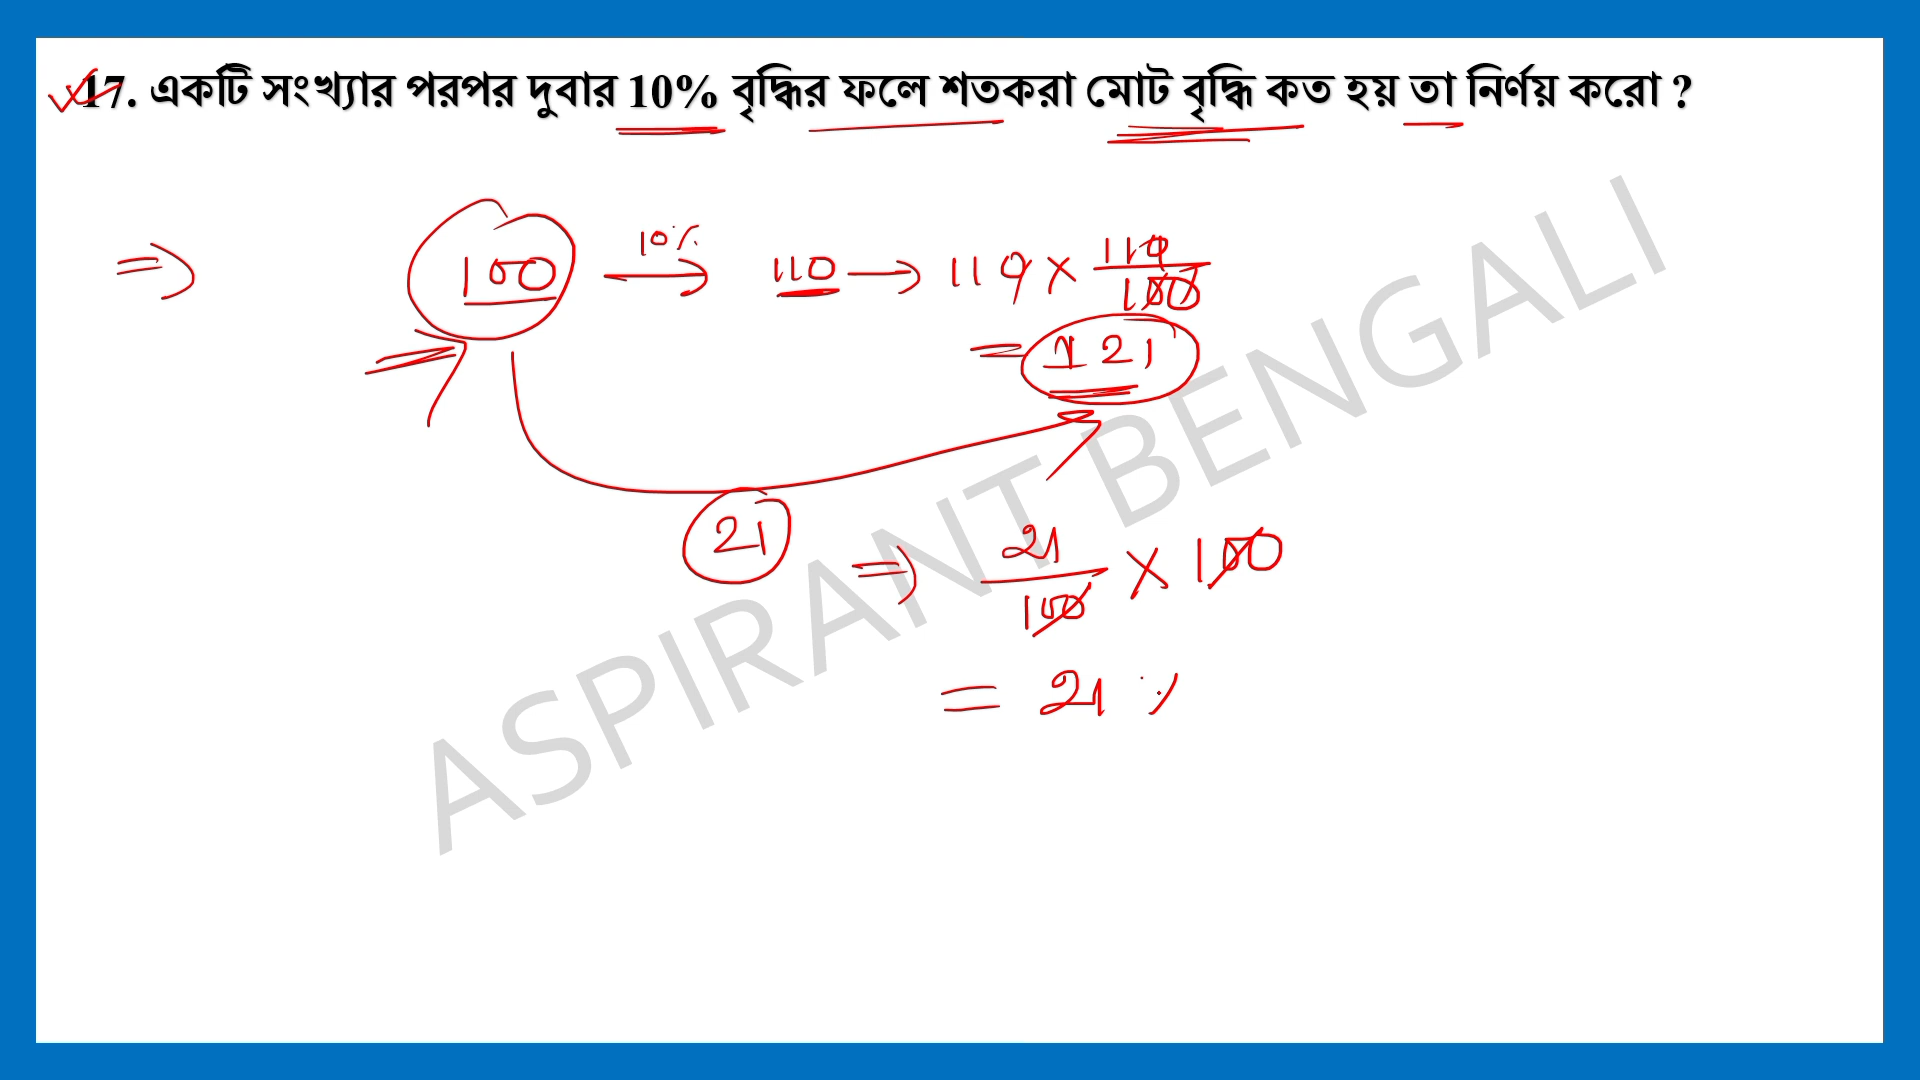 17. একটি সংখ্যার পরপর দুবার 10% বৃদ্ধির ফলে শতকরা মোট বৃদ্ধি কত হয় তা নির্ণয় করো ?
⇒ 100 10% → 110 → 110 × 110/100
= 121
21 ⇒ 21/100 × 100
= 21 %
ASPIRANT BENGALI